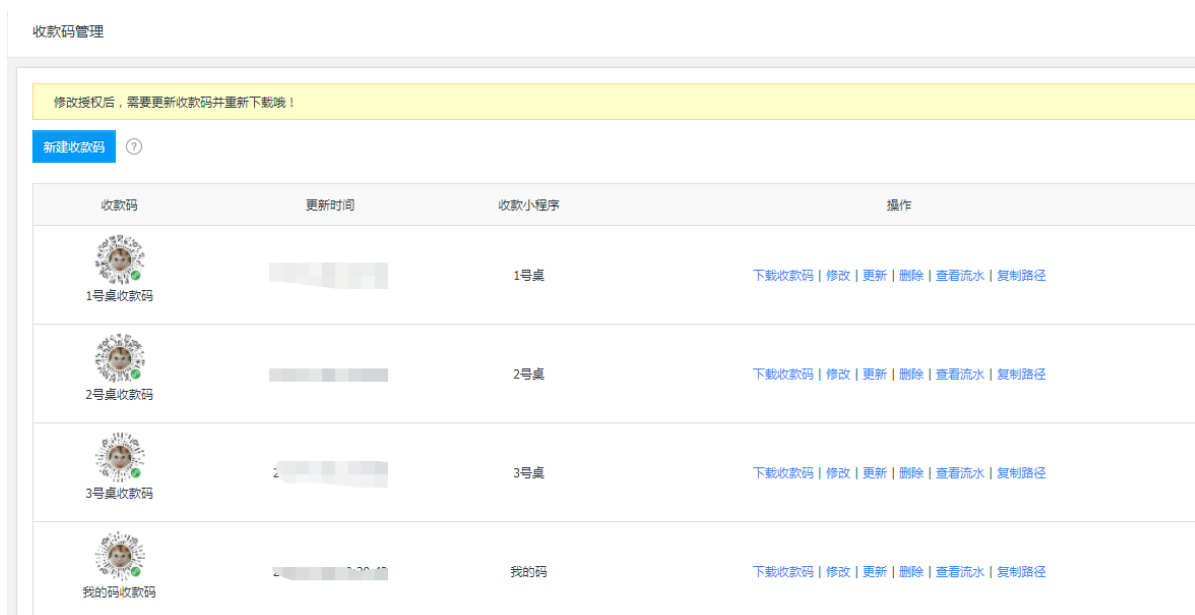 收款码管理
修改授权后，需要更新收款码并重新下载哦！
新建收款码 ?
收款码 更新时间 收款小程序 操作
1号桌 下载收款码 | 修改 | 更新 | 删除 | 查看流水 | 复制路径
1号桌收款码
2号桌 下载收款码 | 修改 | 更新 | 删除 | 查看流水 | 复制路径
2号桌收款码
3号桌 下载收款码 | 修改 | 更新 | 删除 | 查看流水 | 复制路径
3号桌收款码
我的码 下载收款码 | 修改 | 更新 | 删除 | 查看流水 | 复制路径
我的码收款码